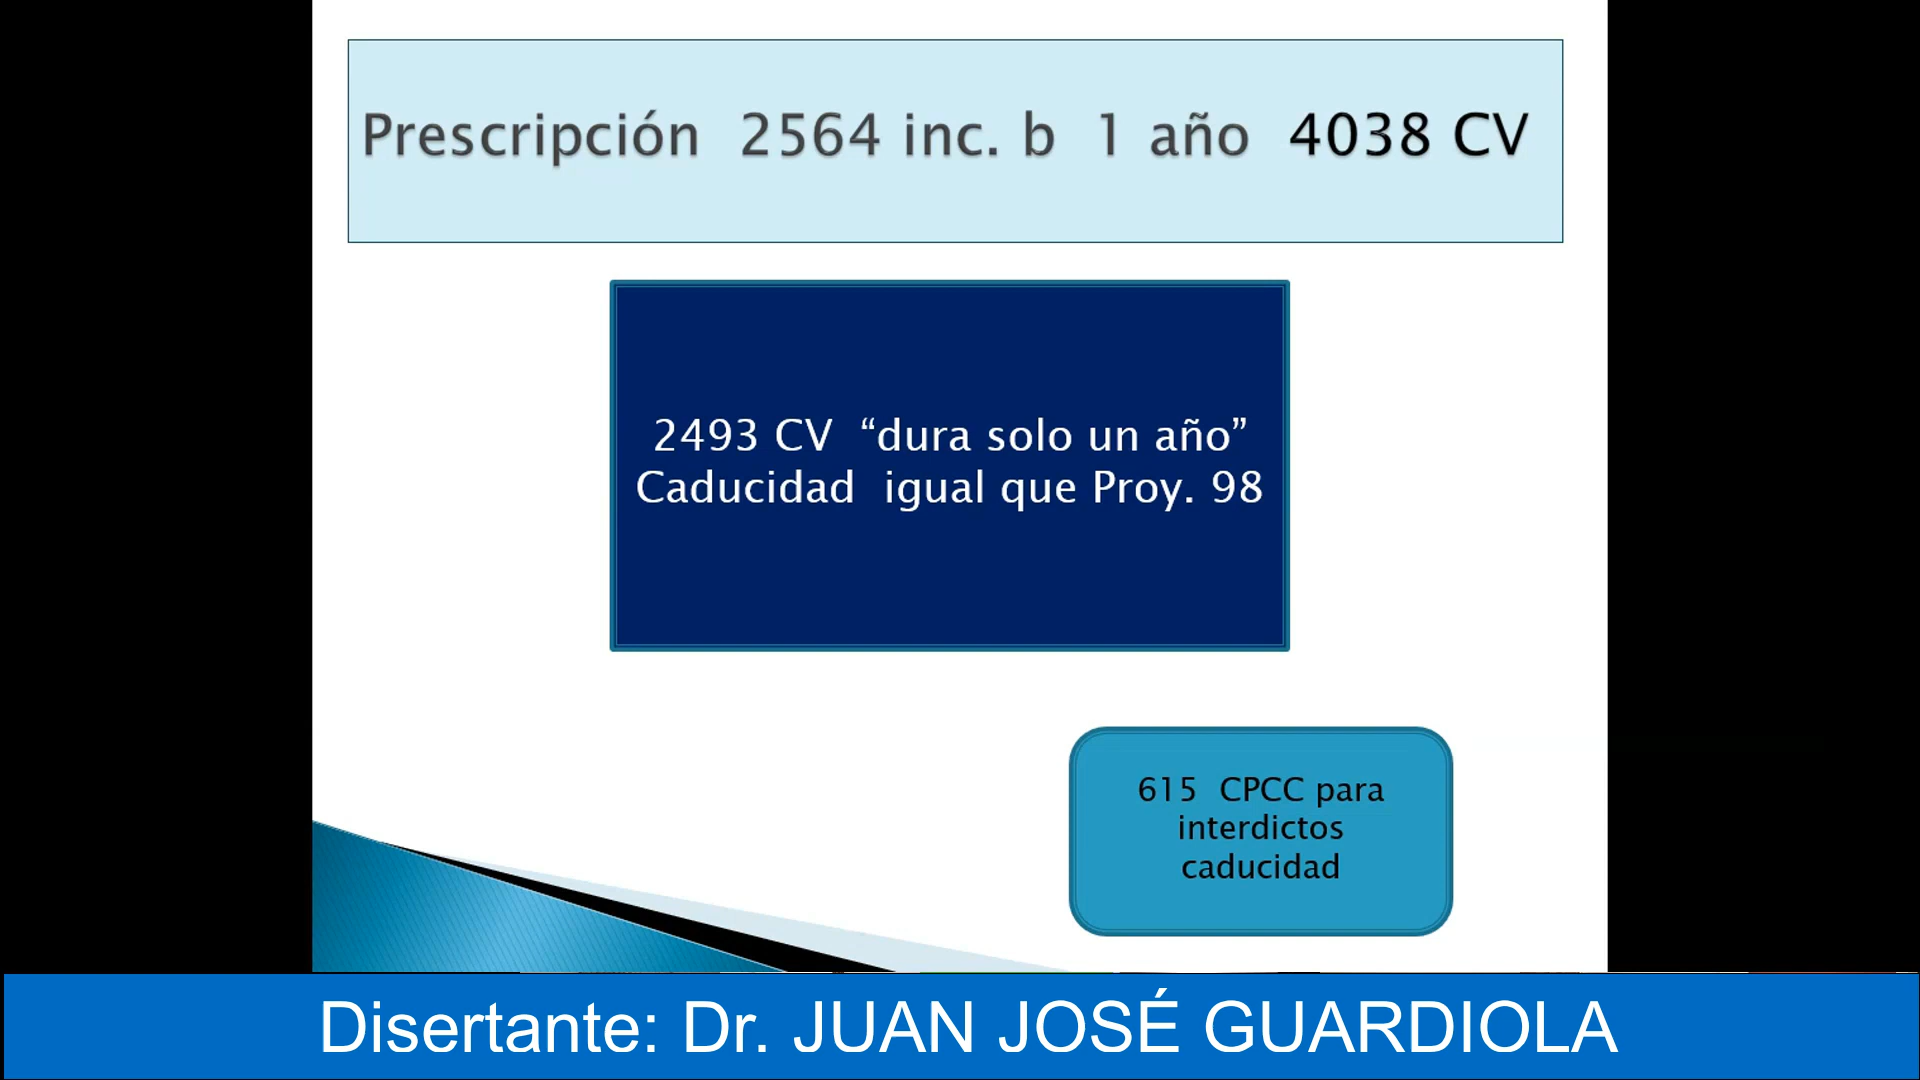 Prescripción 2564 inc. b 1 año 4038 CV
2493 CV “dura solo un año”
Caducidad igual que Proy. 98
615 CPCC para
interdictos
caducidad
Disertante: Dr. JUAN JOSÉ GUARDIOLA